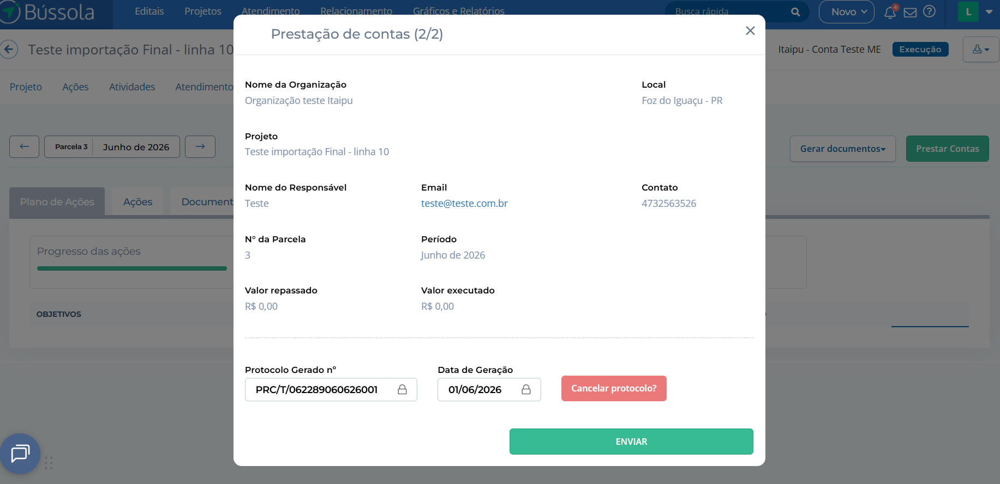 Bússola
Editais Projetos Atendimento Relacionamento Gráficos e Relatórios
Busca rápida
Novo
4
L
Teste importação Final - linha 10
Itaipu - Conta Teste ME
Execução
Projeto Ações Atividades Atendimento
Parcela 3 Junho de 2026
Gerar documentos
Prestar Contas
Plano de Ações Ações Document
Progresso das ações
OBJETIVOS
Prestação de contas (2/2)
Nome da Organização Local
Organização teste Itaipu Foz do Iguaçu - PR
Projeto
Teste importação Final - linha 10
Nome do Responsável Email Contato
Teste teste@teste.com.br 4732563526
N° da Parcela Período
3 Junho de 2026
Valor repassado Valor executado
R$ 0,00 R$ 0,00
Protocolo Gerado nº Data de Geração
PRC/T/062289060626001 01/06/2026 Cancelar protocolo?
ENVIAR